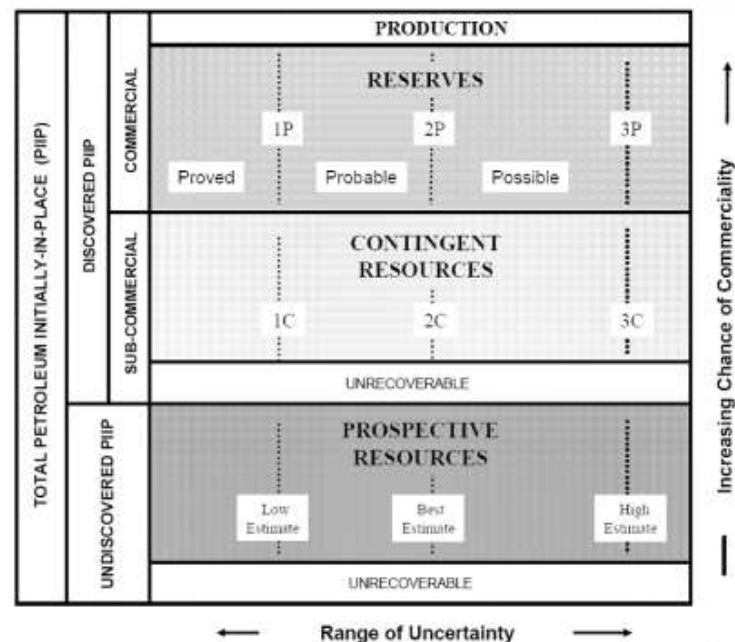 TOTAL PETROLEUM INITIALLY-IN-PLACE (PIIP)
DISCOVERED PIIP
UNDISCOVERED PIIP
COMMERCIAL
SUB-COMMERCIAL
PRODUCTION
RESERVES
1P 2P 3P
Proved Probable Possible
CONTINGENT
RESOURCES
1C 2C 3C
UNRECOVERABLE
PROSPECTIVE
RESOURCES
Low Best High
Estimate Estimate Estimate
UNRECOVERABLE
Increasing Chance of Commerciality
Range of Uncertainty